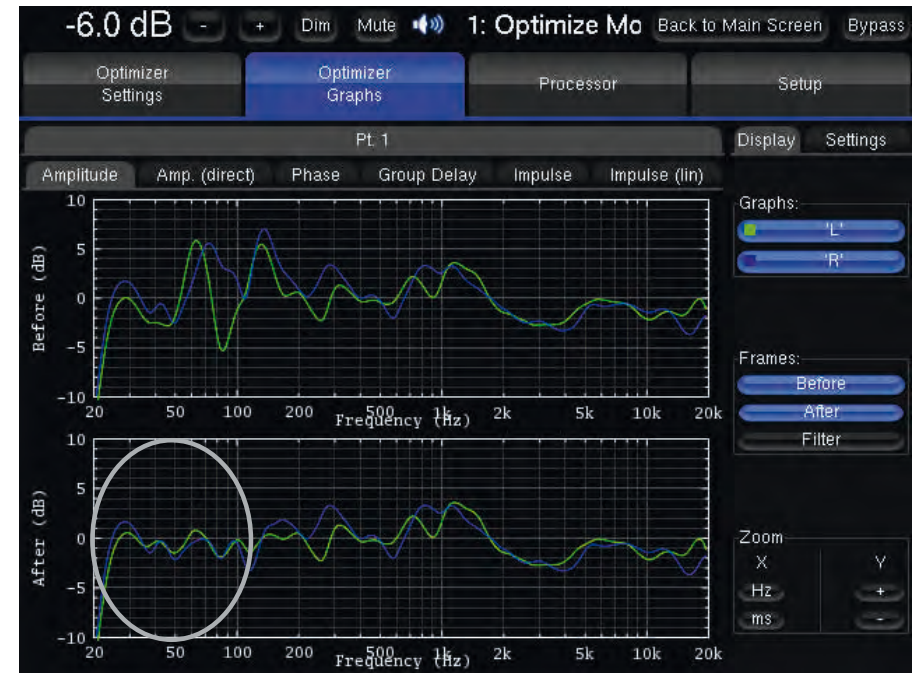 -6.0 dB - + Dim Mute 1: Optimize Mo Back to Main Screen Bypass
Optimizer Settings
Optimizer Graphs
Processor
Setup
Pt. 1
Display Settings
Amplitude Amp. (direct) Phase Group Delay Impulse Impulse (lin)
Graphs:
'L'
'R'
Before (dB)
10
5
0
-5
-10
20 50 100 200 500 1k 2k 5k 10k 20k
Frequency (Hz)
Frames:
Before
After
Filter
After (dB)
10
5
0
-5
-10
20 50 100 200 500 1k 2k 5k 10k 20k
Frequency (Hz)
Zoom
X Y
Hz +
ms -